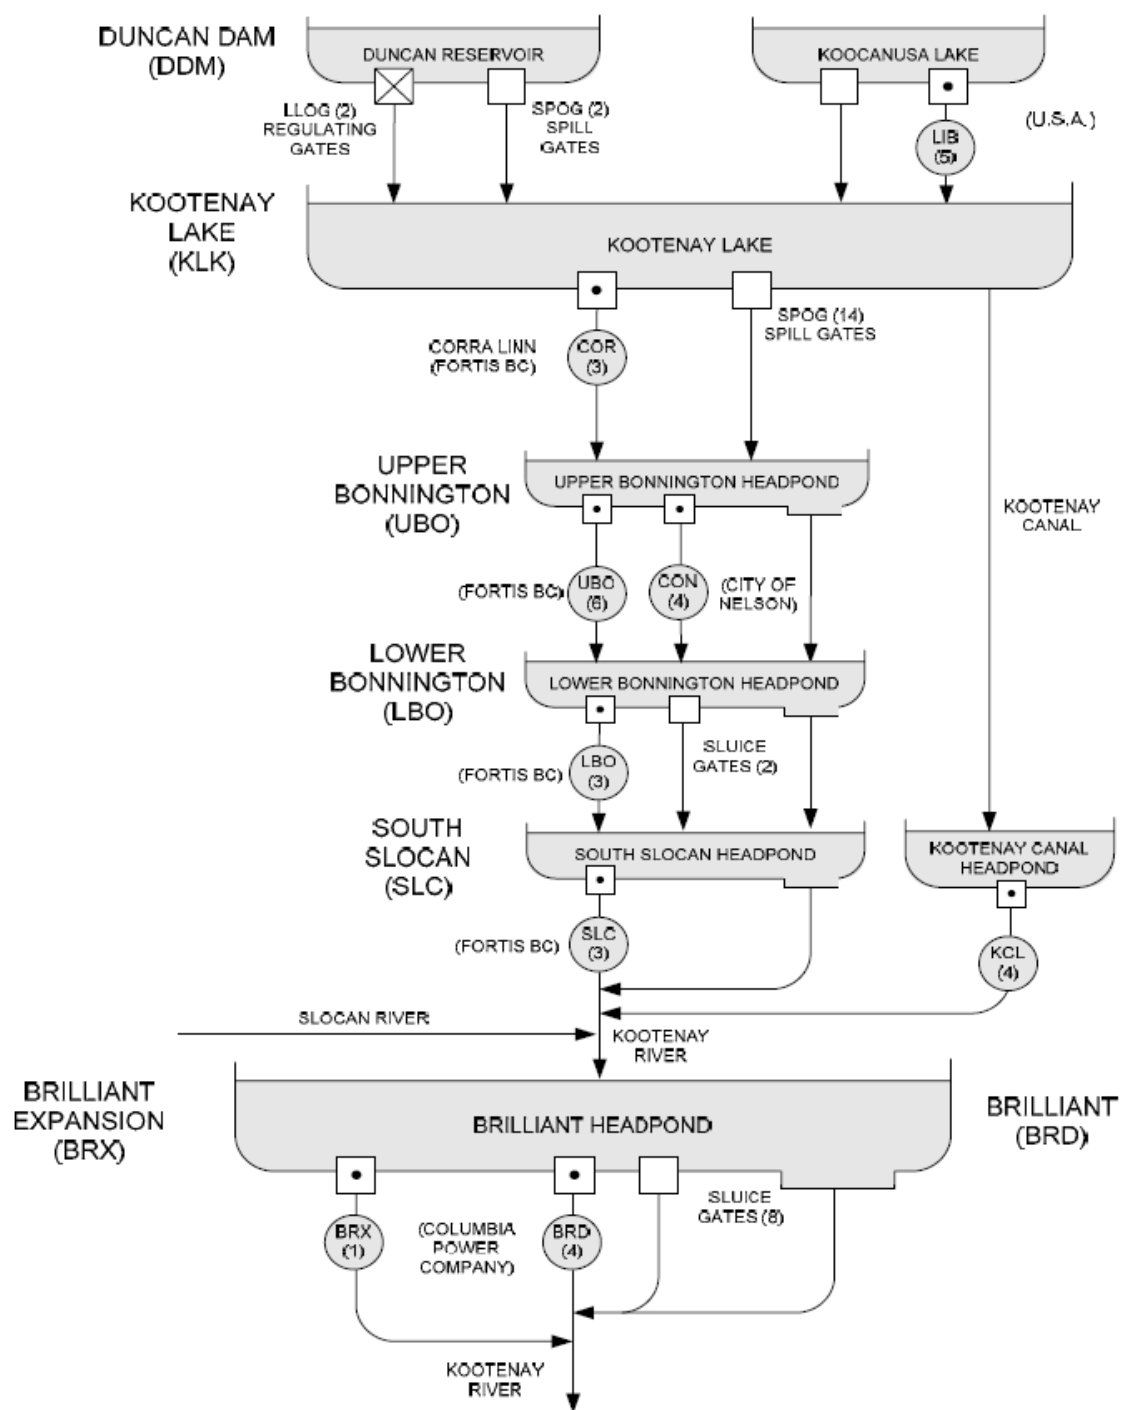 DUNCAN DAM
(DDM)
DUNCAN RESERVOIR
KOOCANUSA LAKE
LLOG (2)
REGULATING
GATES
SPOG (2)
SPILL
GATES
LIB
(5)
(U.S.A.)
KOOTENAY
LAKE
(KLK)
KOOTENAY LAKE
SPOG (14)
SPILL GATES
CORRA LINN
(FORTIS BC)
COR
(3)
UPPER
BONNINGTON
(UBO)
UPPER BONNINGTON HEADPOND
KOOTENAY
CANAL
(FORTIS BC)
UBO
(6)
CON
(4)
(CITY OF
NELSON)
LOWER
BONNINGTON
(LBO)
LOWER BONNINGTON HEADPOND
(FORTIS BC)
LBO
(3)
SLUICE
GATES (2)
SOUTH
SLOCAN
(SLC)
SOUTH SLOCAN HEADPOND
KOOTENAY CANAL
HEADPOND
(FORTIS BC)
SLC
(3)
KCL
(4)
SLOCAN RIVER
KOOTENAY
RIVER
BRILLIANT
EXPANSION
(BRX)
BRILLIANT HEADPOND
BRILLIANT
(BRD)
BRX
(1)
(COLUMBIA
POWER
COMPANY)
BRD
(4)
SLUICE
GATES (8)
KOOTENAY
RIVER